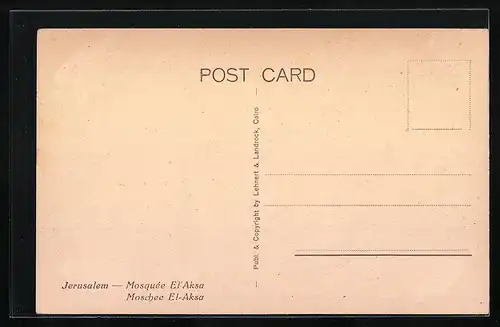 POST CARD
Publ. & Copyright by Lehnert & Landrock, Cairo
Jerusalem — Mosquée El'Aksa
Moschee El-Aksa